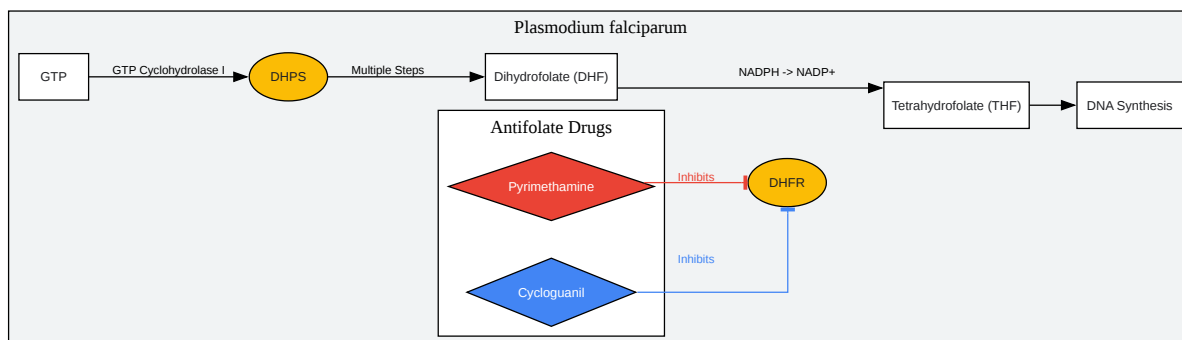 Plasmodium falciparum
GTP
GTP Cyclohydrolase I
DHPS
Multiple Steps
Dihydrofolate (DHF)
NADPH -> NADP+
Tetrahydrofolate (THF)
DNA Synthesis
Antifolate Drugs
Pyrimethamine
Inhibits
DHFR
Cycloguanil
Inhibits